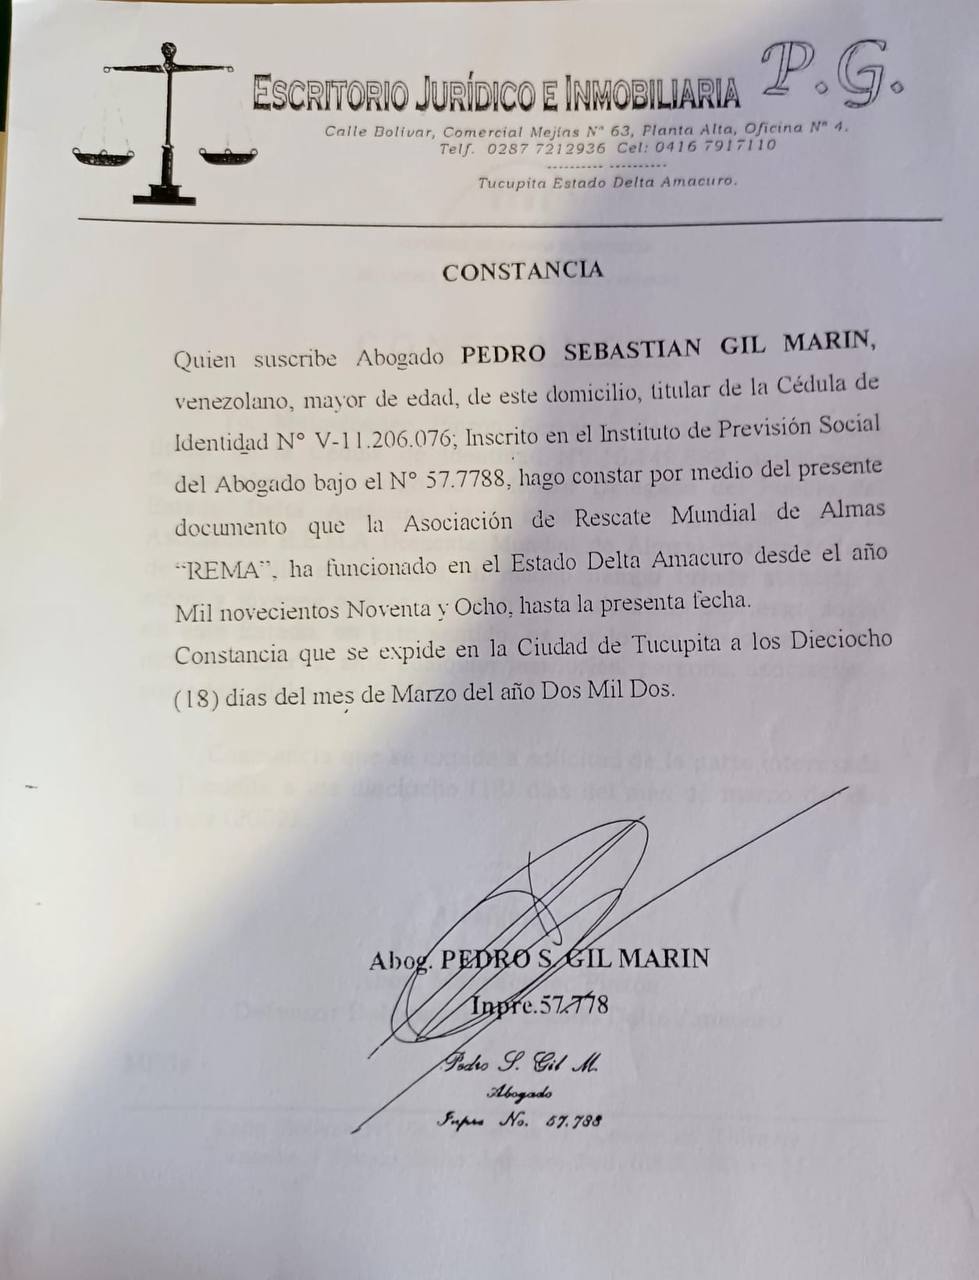 ESCRITORIO JURÍDICO E INMOBILIARIA P.G.
Calle Bolívar, Comercial Mejías N° 63, Planta Alta, Oficina N° 4.
Telf. 0287 7212936 Cel: 0416 7917110
Tucupita Estado Delta Amacuro.
CONSTANCIA
Quien suscribe Abogado PEDRO SEBASTIAN GIL MARIN,
venezolano, mayor de edad, de este domicilio, titular de la Cédula de
Identidad N° V-11.206.076; Inscrito en el Instituto de Previsión Social
del Abogado bajo el N° 57.7788, hago constar por medio del presente
documento que la Asociación de Rescate Mundial de Almas
“REMA”, ha funcionado en el Estado Delta Amacuro desde el año
Mil novecientos Noventa y Ocho, hasta la presente fecha.
Constancia que se expide en la Ciudad de Tucupita a los Dieciocho
(18) días del mes de Marzo del año Dos Mil Dos.
Abog. PEDRO S. GIL MARIN
Inpre.57.778
Pedro S. Gil M.
Abogado
Inpre No. 57.788